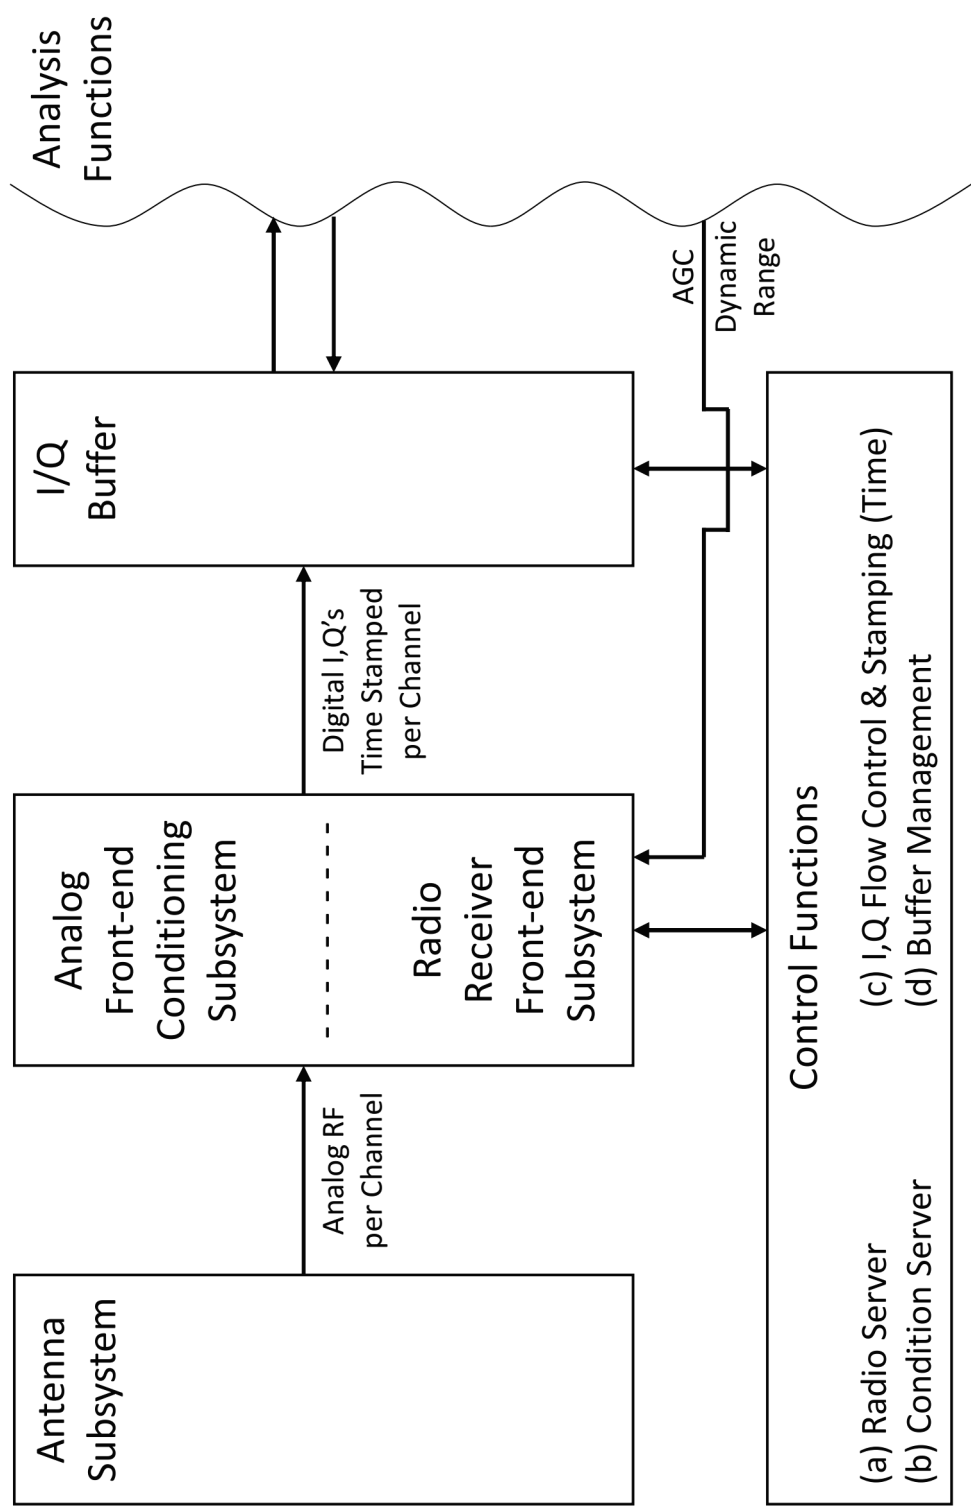 Antenna
Subsystem
Analog RF
per Channel
Analog
Front-end
Conditioning
Subsystem
Radio
Receiver
Front-end
Subsystem
Digital I,Q's
Time Stamped
per Channel
I/Q
Buffer
Analysis
Functions
AGC
Dynamic
Range
Control Functions
(a) Radio Server
(b) Condition Server
(c) I,Q Flow Control & Stamping (Time)
(d) Buffer Management